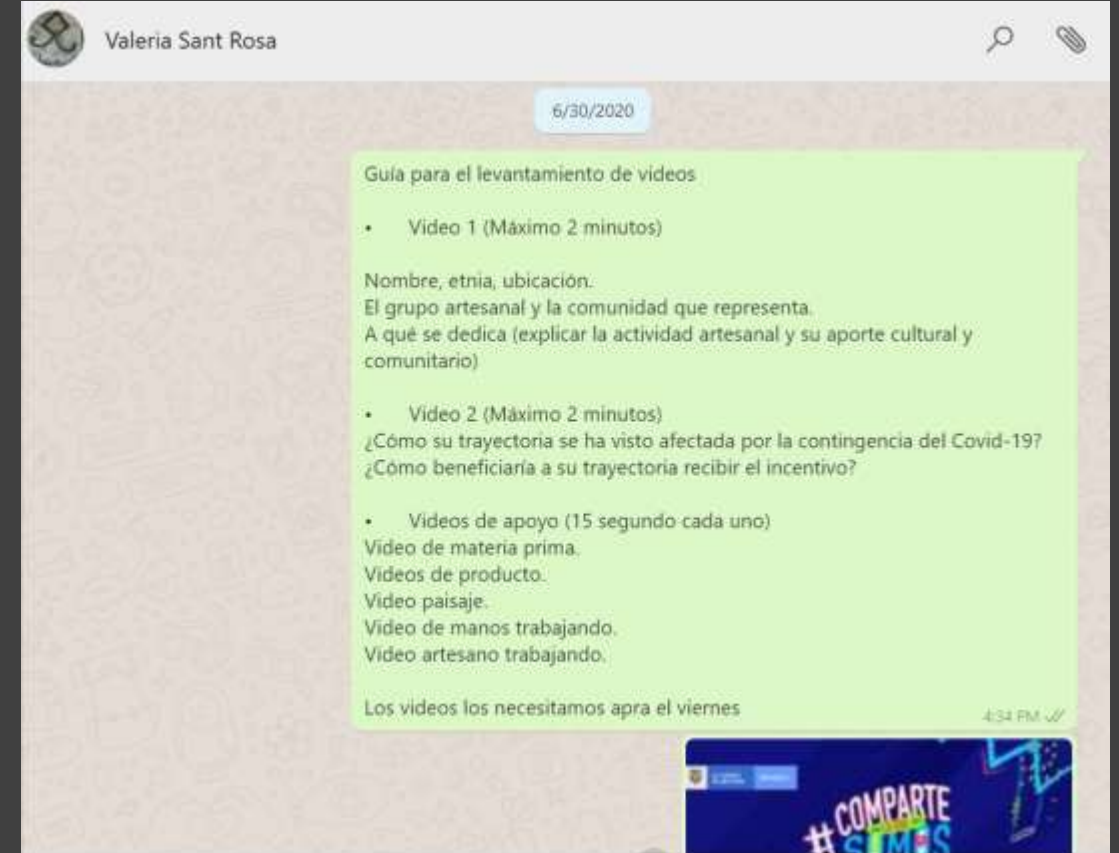 Valeria Sant Rosa
6/30/2020
Guía para el levantamiento de videos
• Video 1 (Máximo 2 minutos)
Nombre, etnia, ubicación.
El grupo artesanal y la comunidad que representa.
A qué se dedica (explicar la actividad artesanal y su aporte cultural y
comunitario)
• Video 2 (Máximo 2 minutos)
¿Cómo su trayectoria se ha visto afectada por la contingencia del Covid-19?
¿Cómo beneficiaría a su trayectoria recibir el incentivo?
• Videos de apoyo (15 segundo cada uno)
Video de materia prima.
Videos de producto.
Video paisaje.
Video de manos trabajando.
Video artesano trabajando.
Los videos los necesitamos apra el viernes
4:34 PM
#COMPARTE
SOMOS